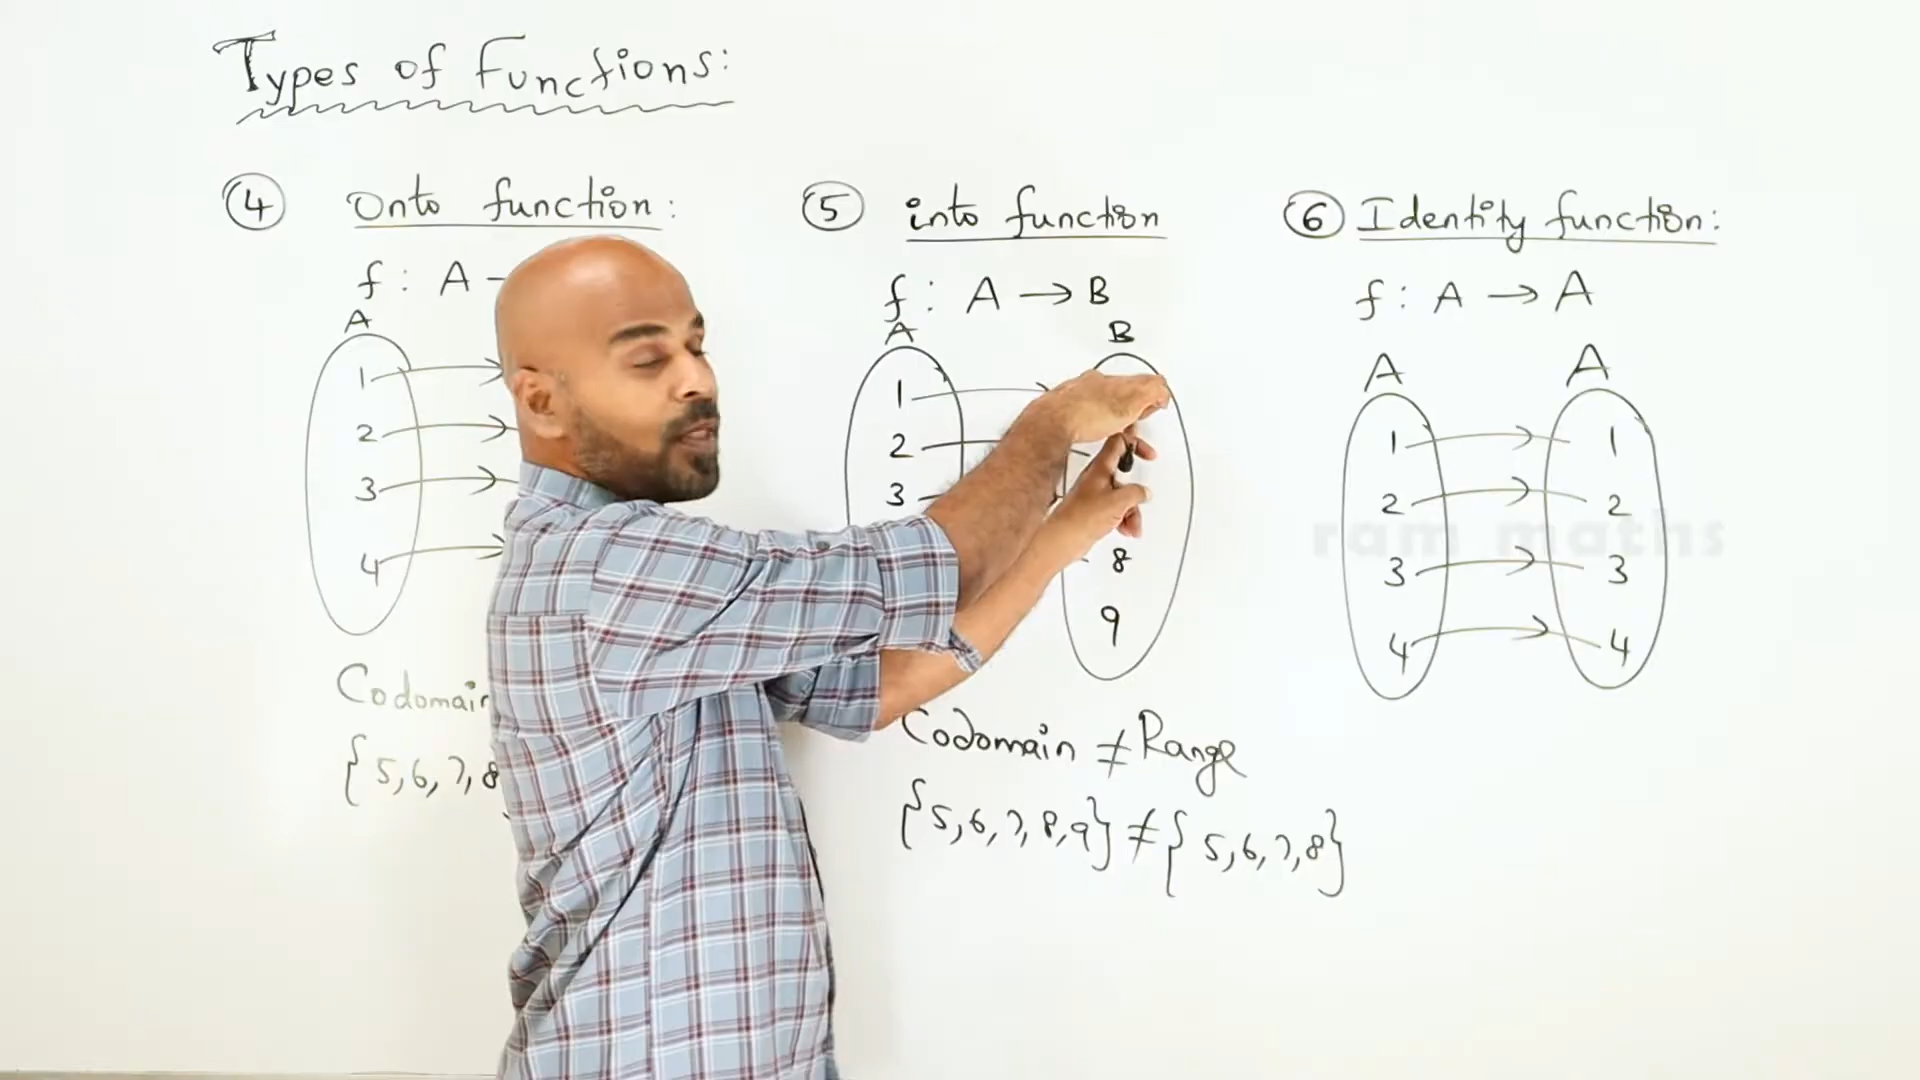 Types of Functions:
4 Onto function:
f : A
A
1
2
3
4
Codomain
{5,6,7,8
5 into function
f : A → B
A B
1
2
3
8
9
Codomain ≠ Range
{5,6,7,8,9} ≠ {5,6,7,8}
6 Identity function:
f : A → A
A A
1 1
2 2
3 3
4 4
ram maths